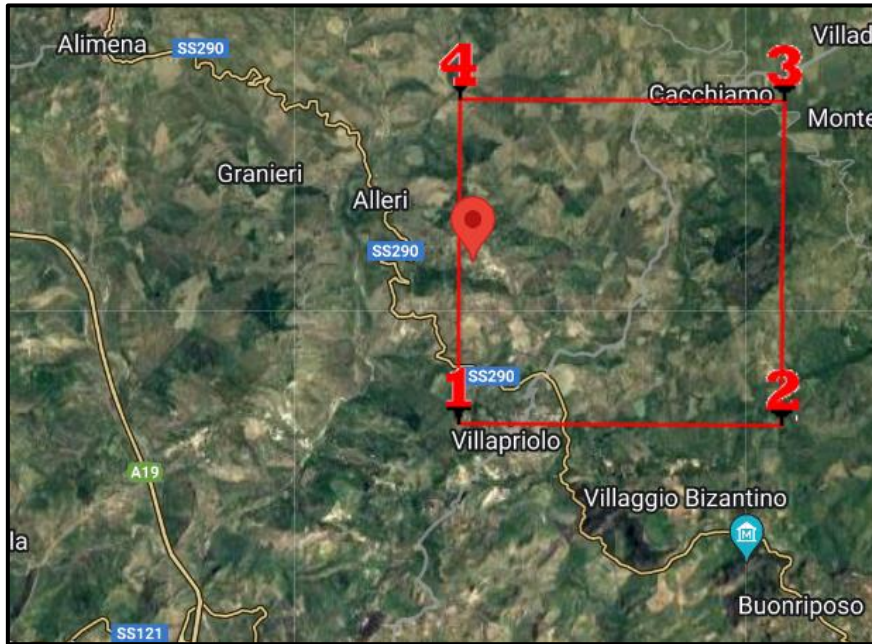 Alimena
SS290
Villad
4
3
Cacchiamo
Monte
Granieri
Alleri
SS290
SS290
1
2
Villapriolo
A19
Villaggio Bizantino
la
M
Buonriposo
SS121